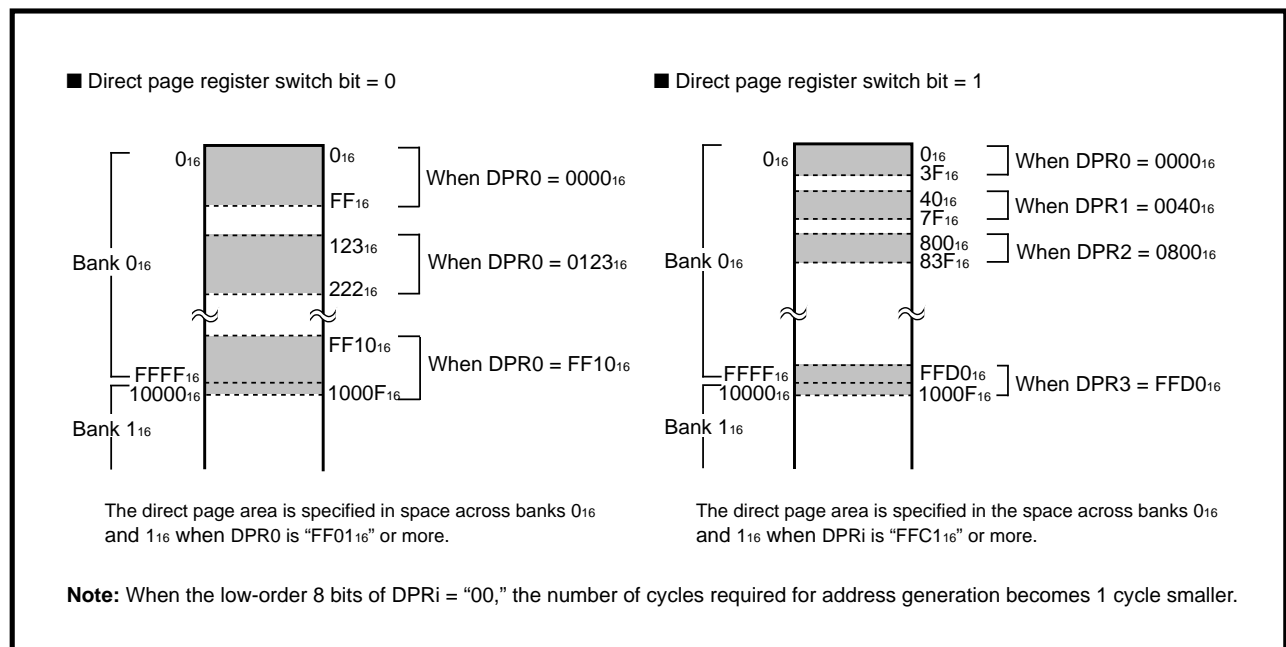 ■ Direct page register switch bit = 0
0₁₆
0₁₆
When DPR0 = 0000₁₆
FF₁₆
123₁₆
Bank 0₁₆
When DPR0 = 0123₁₆
222₁₆
FF10₁₆
When DPR0 = FF10₁₆
FFFF₁₆
10000₁₆
1000F₁₆
Bank 1₁₆
The direct page area is specified in space across banks 0₁₆
and 1₁₆ when DPR0 is “FF01₁₆” or more.
■ Direct page register switch bit = 1
0₁₆
0₁₆
When DPR0 = 0000₁₆
3F₁₆
40₁₆
When DPR1 = 0040₁₆
7F₁₆
800₁₆
When DPR2 = 0800₁₆
83F₁₆
Bank 0₁₆
FFFF₁₆
FFD0₁₆
When DPR3 = FFD0₁₆
10000₁₆
1000F₁₆
Bank 1₁₆
The direct page area is specified in the space across banks 0₁₆
and 1₁₆ when DPRi is “FFC1₁₆” or more.
Note: When the low-order 8 bits of DPRi = “00,” the number of cycles required for address generation becomes 1 cycle smaller.